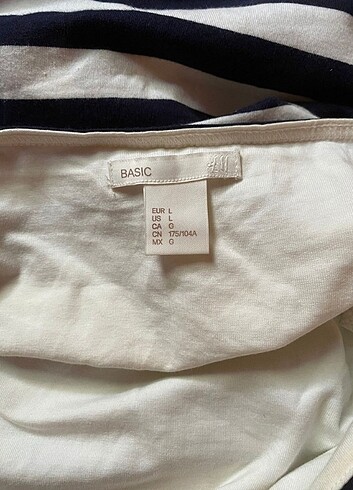 BASIC H&M
EUR L
US L
CA G
CN 175/104A
MX G